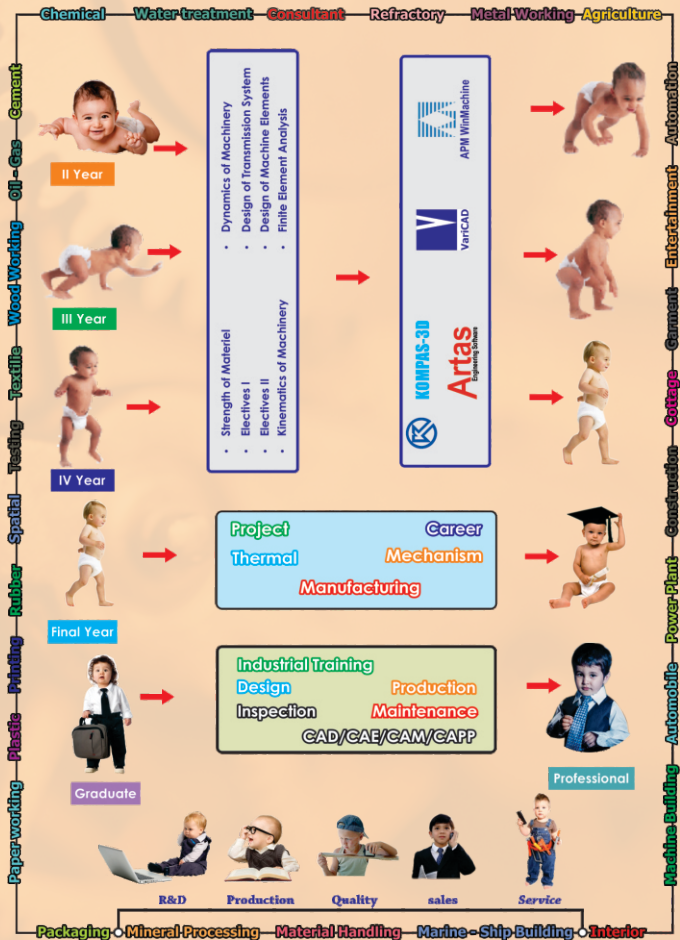 Chemical
Water treatment
Consultant
Refractory
Metal Working
Agriculture
Cement
Oil - Gas
Wood Working
Textilie
Testing
Spatial
Rubber
Printing
Plastic
Paper working
Automation
Entertainment
Garment
Cottage
Construction
Power Plant
Automobile
Machine Building
II Year
III Year
IV Year
Final Year
Graduate
• Strength of Materiel
• Electives I
• Electives II
• Kinematics of Machinery
• Dynamics of Machinery
• Design of Transmission System
• Design of Machine Elements
• Finite Element Analysis
KOMPAS-3D
Artas
Engineering Software
VariCAD
APM WinMachine
Project
Career
Thermal
Mechanism
Manufacturing
Industrial Training
Design
Production
Inspection
Maintenance
CAD/CAE/CAM/CAPP
Professional
R&D
Production
Quality
sales
Service
Packaging
Mineral Processing
Material Handling
Marine - Ship Building
Interior